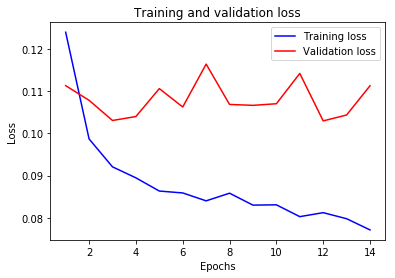 Training and validation loss
Training loss
Validation loss
0.12
0.11
0.10
0.09
0.08
Loss
2 4 6 8 10 12 14
Epochs